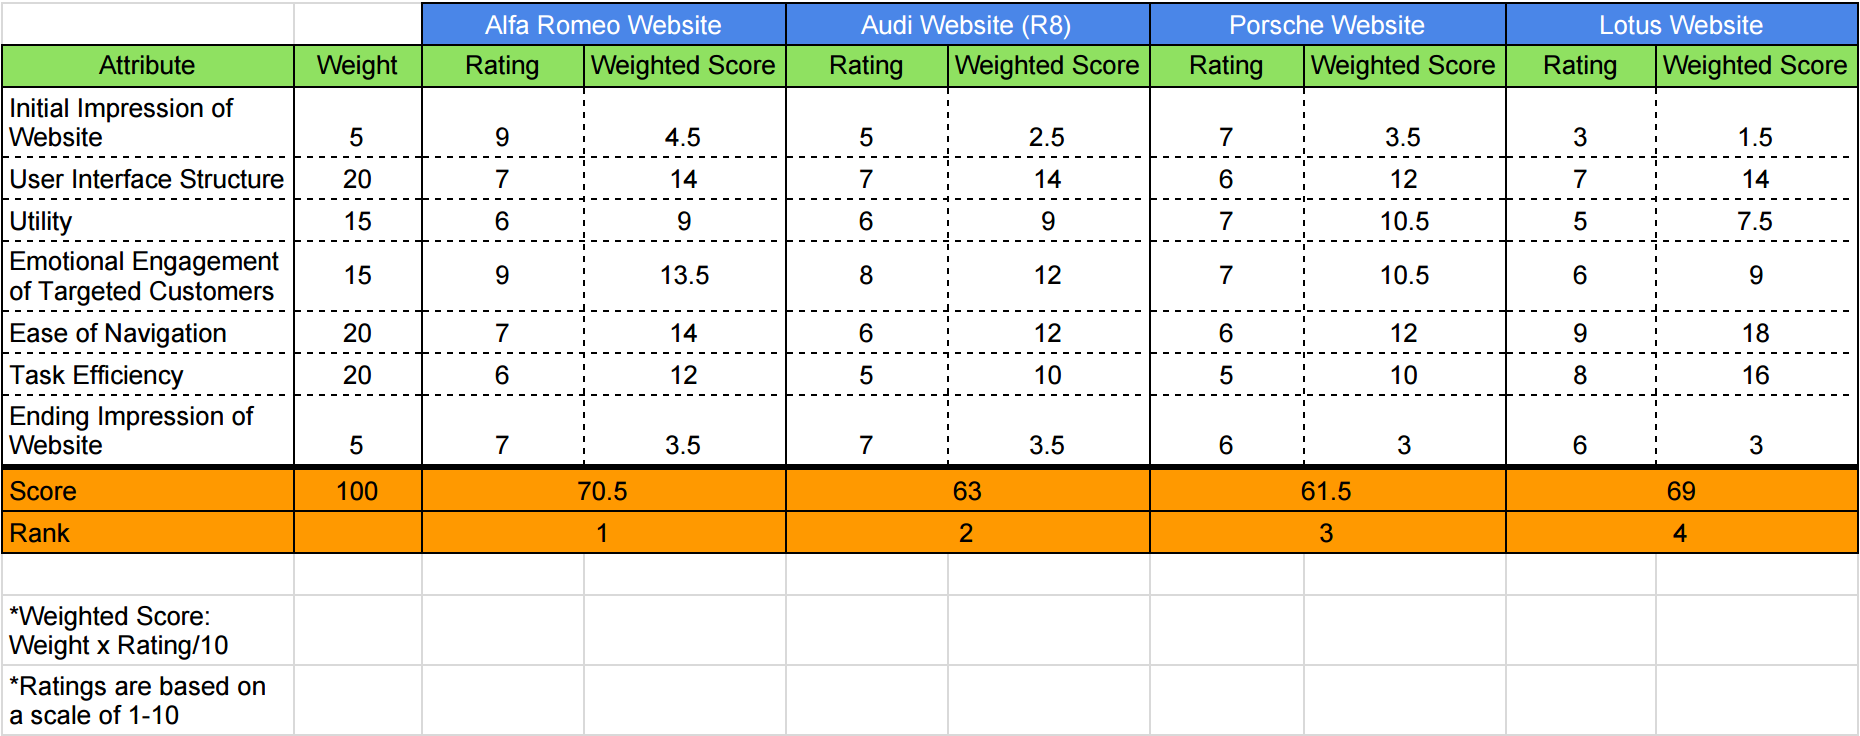 Alfa Romeo Website Audi Website (R8) Porsche Website Lotus Website
Attribute Weight Rating Weighted Score Rating Weighted Score Rating Weighted Score Rating Weighted Score
Initial Impression of
Website 5 9 4.5 5 2.5 7 3.5 3 1.5
User Interface Structure 20 7 14 7 14 6 12 7 14
Utility 15 6 9 6 9 7 10.5 5 7.5
Emotional Engagement
of Targeted Customers 15 9 13.5 8 12 7 10.5 6 9
Ease of Navigation 20 7 14 6 12 6 12 9 18
Task Efficiency 20 6 12 5 10 5 10 8 16
Ending Impression of
Website 5 7 3.5 7 3.5 6 3 6 3
Score 100 70.5 63 61.5 69
Rank 1 2 3 4
*Weighted Score:
Weight x Rating/10
*Ratings are based on
a scale of 1-10